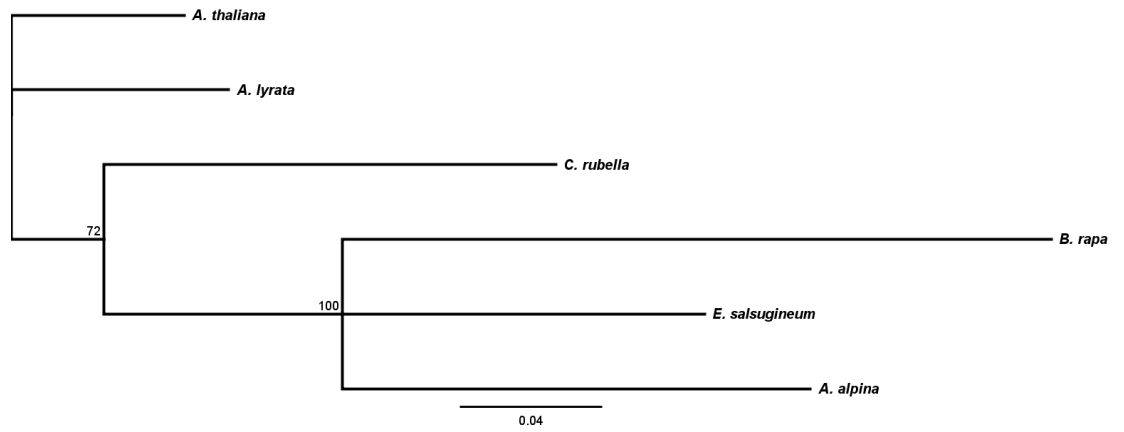 A. thaliana
A. lyrata
C. rubella
72
B. rapa
100
E. salsugineum
A. alpina
0.04